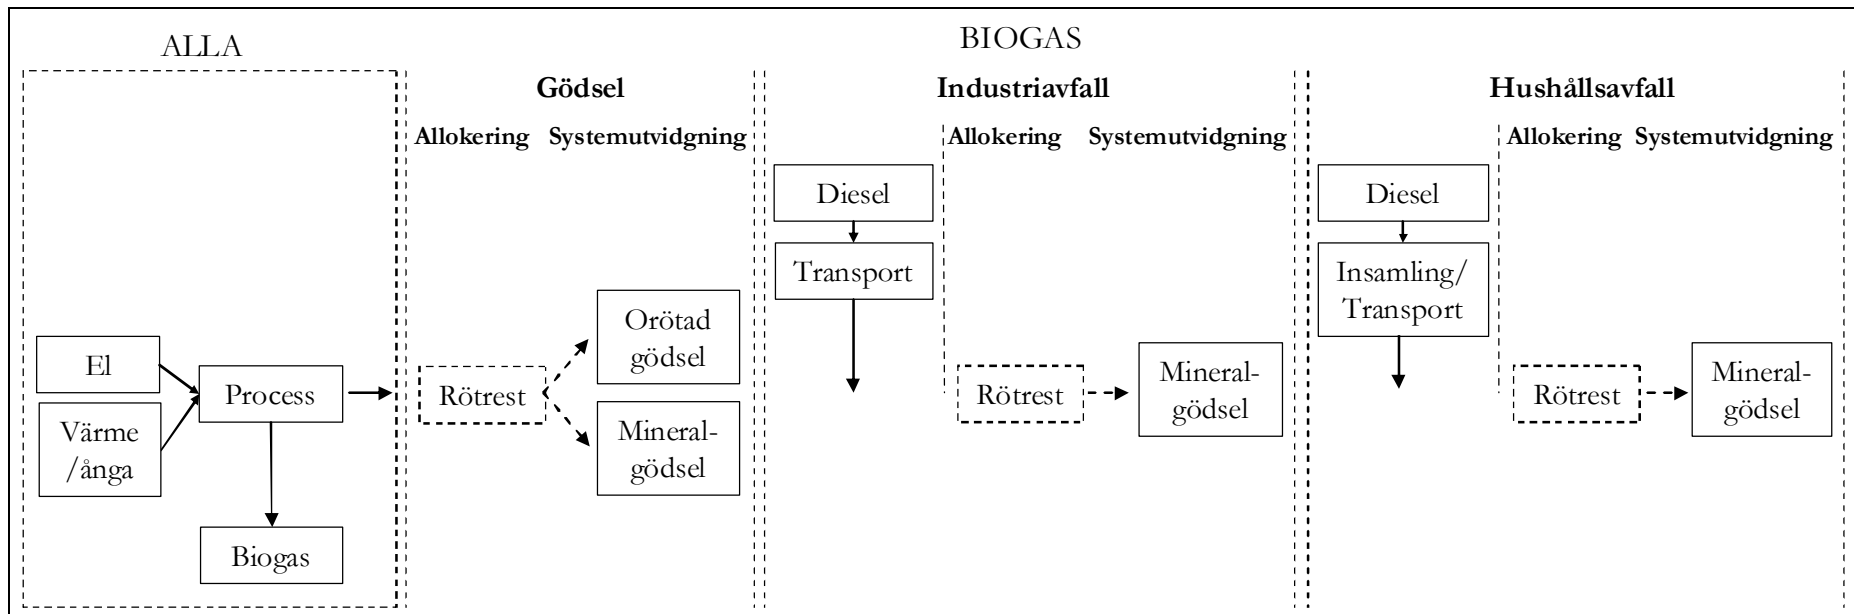 ALLA
BIOGAS
Gödsel
Allokering Systemutvidgning
Industriavfall
Allokering Systemutvidgning
Hushållsavfall
Allokering Systemutvidgning
El
Värme
/ånga
Process
Biogas
Rötrest
Orötad
gödsel
Mineral-
gödsel
Diesel
Transport
Rötrest
Mineral-
gödsel
Diesel
Insamling/
Transport
Rötrest
Mineral-
gödsel